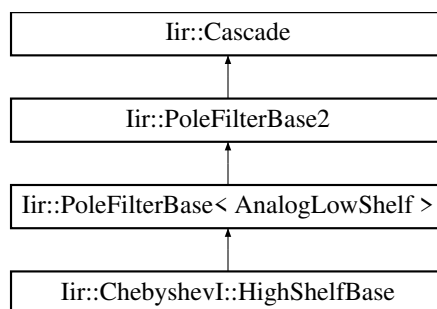 Iir::Cascade
Iir::PoleFilterBase2
Iir::PoleFilterBase< AnalogLowShelf >
Iir::ChebyshevI::HighShelfBase